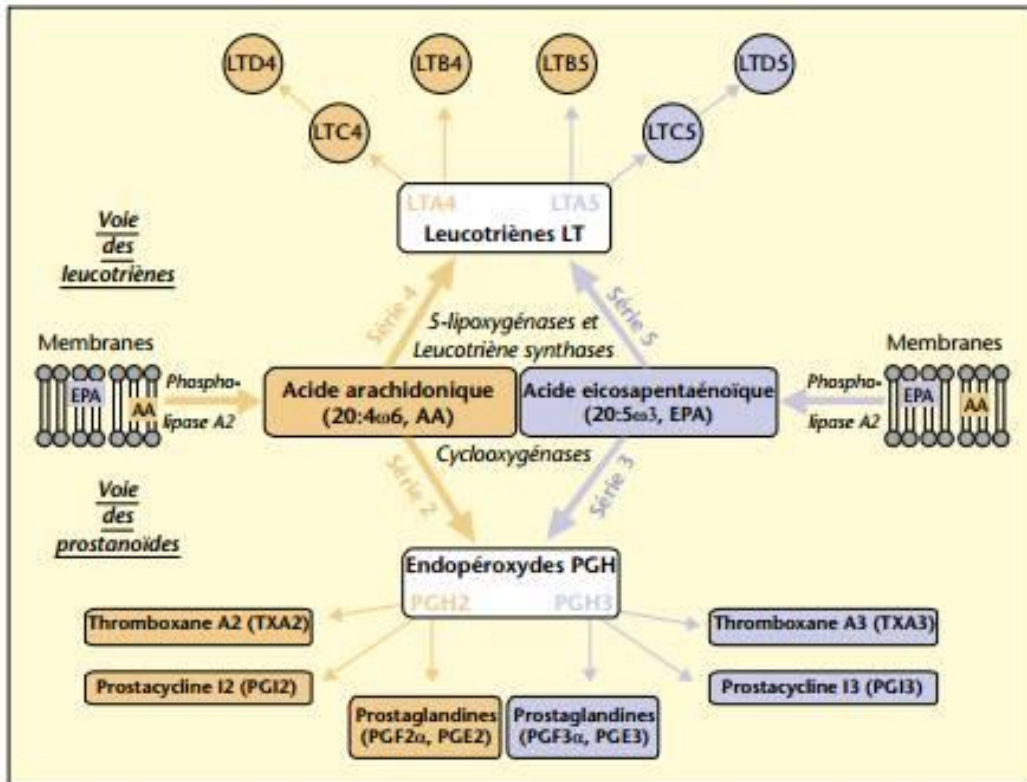 LTD4
LTB4
LTB5
LTD5
LTC4
LTC5
LTA4 LTA5
Leucotriènes LT
Voie
des
leucotriènes
Série 4
Série 5
5-lipoxygénases et
Leucotriène synthases
Membranes
EPA
AA
Phospho-
lipase A2
Acide arachidonique
(20:4ω6, AA)
Acide eicosapentaénoïque
(20:5ω3, EPA)
Phospho-
lipase A2
Membranes
EPA
AA
Cyclooxygénases
Série 2
Série 3
Voie
des
prostanoïdes
Endopéroxydes PGH
PGH2 PGH3
Thromboxane A2 (TXA2)
Thromboxane A3 (TXA3)
Prostacycline I2 (PGI2)
Prostacycline I3 (PGI3)
Prostaglandines
(PGF2α, PGE2)
Prostaglandines
(PGF3α, PGE3)